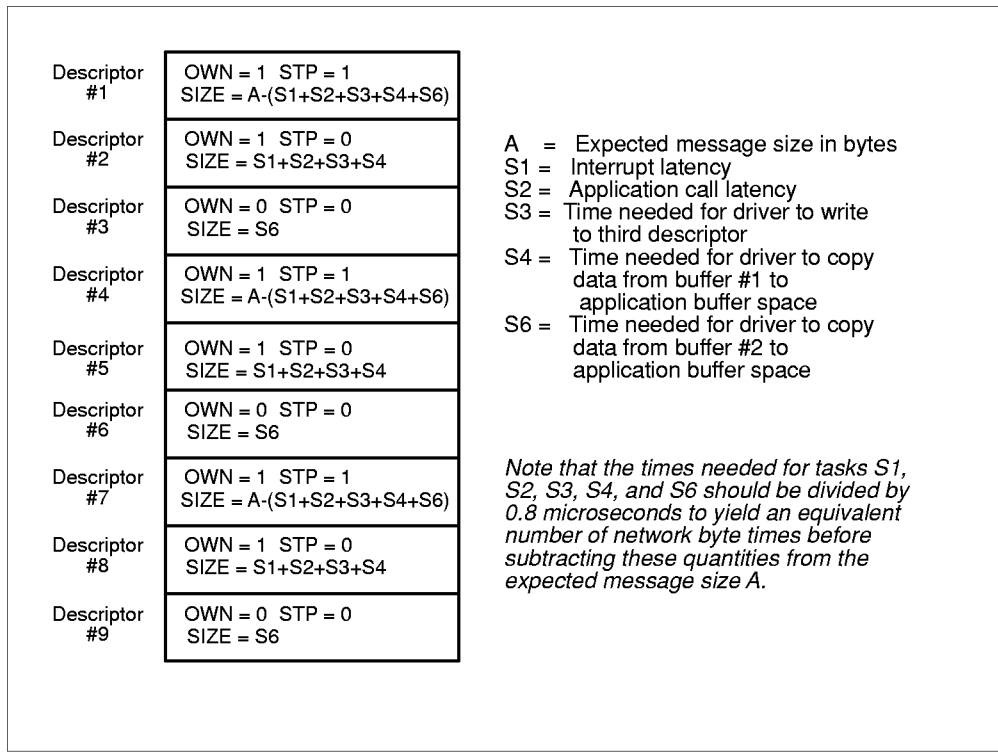 Descriptor
#1
OWN = 1 STP = 1
SIZE = A-(S1+S2+S3+S4+S6)
Descriptor
#2
OWN = 1 STP = 0
SIZE = S1+S2+S3+S4
Descriptor
#3
OWN = 0 STP = 0
SIZE = S6
Descriptor
#4
OWN = 1 STP = 1
SIZE = A-(S1+S2+S3+S4+S6)
Descriptor
#5
OWN = 1 STP = 0
SIZE = S1+S2+S3+S4
Descriptor
#6
OWN = 0 STP = 0
SIZE = S6
Descriptor
#7
OWN = 1 STP = 1
SIZE = A-(S1+S2+S3+S4+S6)
Descriptor
#8
OWN = 1 STP = 0
SIZE = S1+S2+S3+S4
Descriptor
#9
OWN = 0 STP = 0
SIZE = S6
A = Expected message size in bytes
S1 = Interrupt latency
S2 = Application call latency
S3 = Time needed for driver to write
to third descriptor
S4 = Time needed for driver to copy
data from buffer #1 to
application buffer space
S6 = Time needed for driver to copy
data from buffer #2 to
application buffer space
Note that the times needed for tasks S1,
S2, S3, S4, and S6 should be divided by
0.8 microseconds to yield an equivalent
number of network byte times before
subtracting these quantities from the
expected message size A.